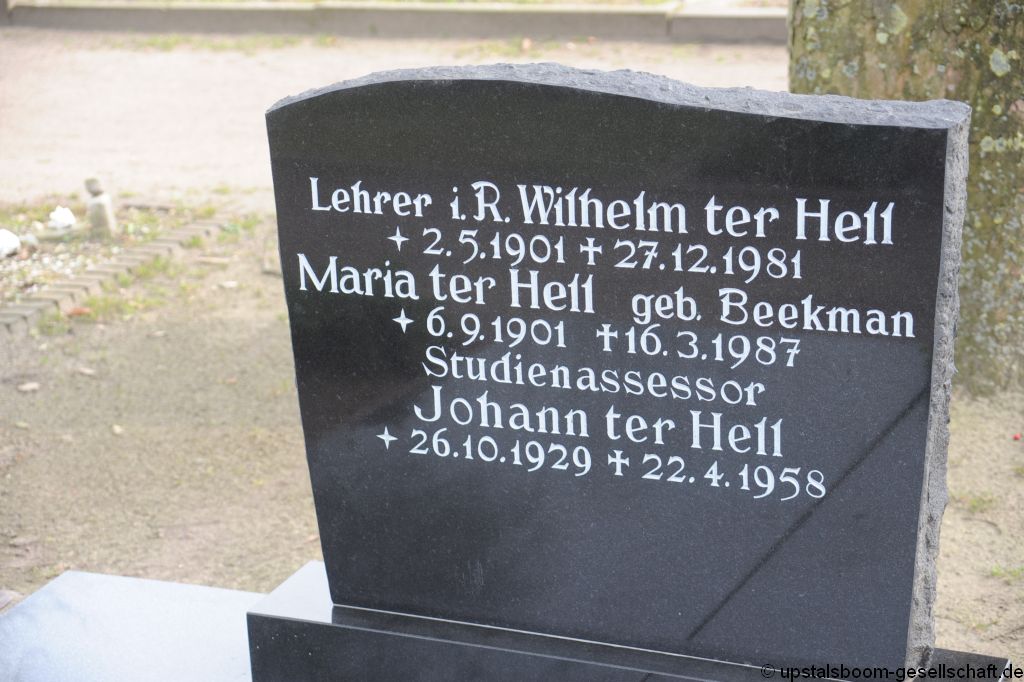 Lehrer i.R. Wilhelm ter Hell
✦ 2.5.1901 ✝ 27.12.1981
Maria ter Hell geb. Beekman
✦ 6.9.1901 ✝ 16.3.1987
Studienassessor
Johann ter Hell
✦ 26.10.1929 ✝ 22.4.1958
© upstalsboom-gesellschaft.de